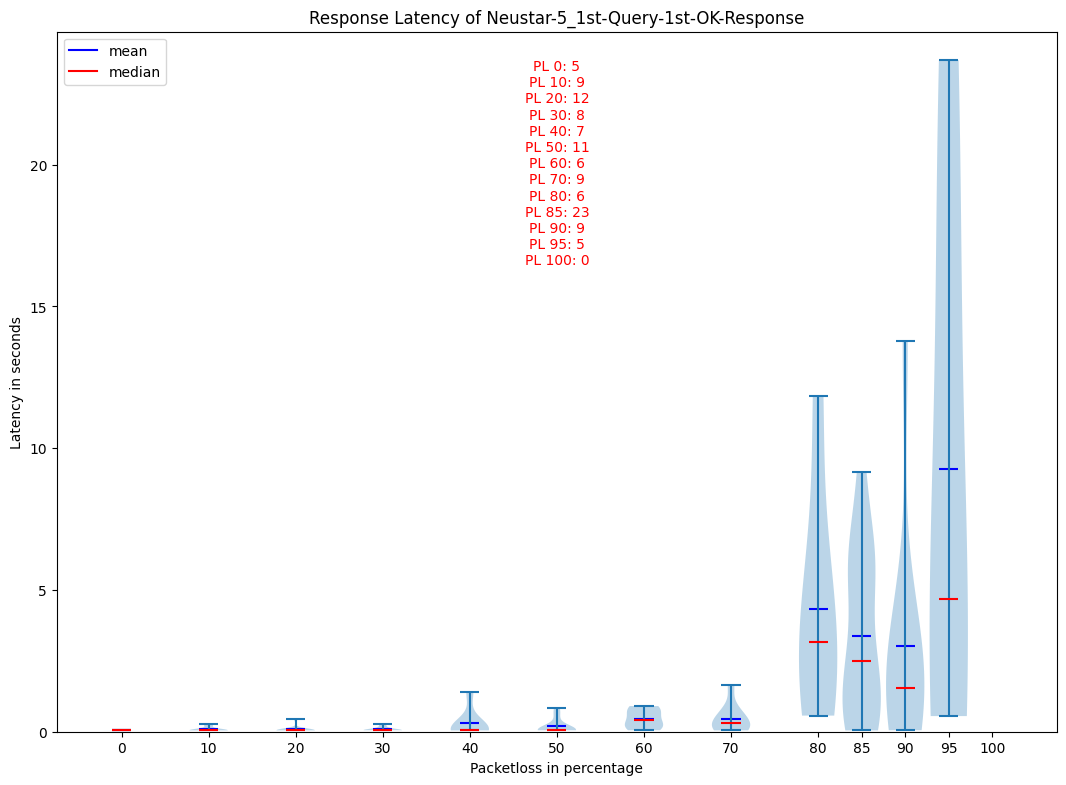 Response Latency of Neustar-5_1st-Query-1st-OK-Response
mean
median
PL 0: 5
PL 10: 9
PL 20: 12
PL 30: 8
PL 40: 7
PL 50: 11
PL 60: 6
PL 70: 9
PL 80: 6
PL 85: 23
PL 90: 9
PL 95: 5
PL 100: 0
Latency in seconds
20
15
10
5
0
0 10 20 30 40 50 60 70 80 85 90 95 100
Packetloss in percentage